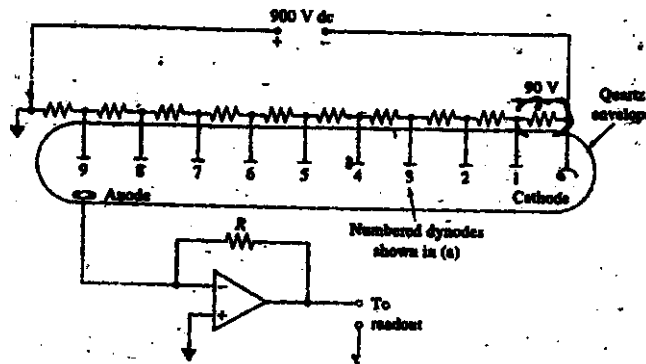 900 V dc
+ −
90 V
Quartz
envelope
9 8 7 6 5 4 3 2 1
Anode
Cathode
R
Numbered dynodes
shown in (a)
−
+
To
readout